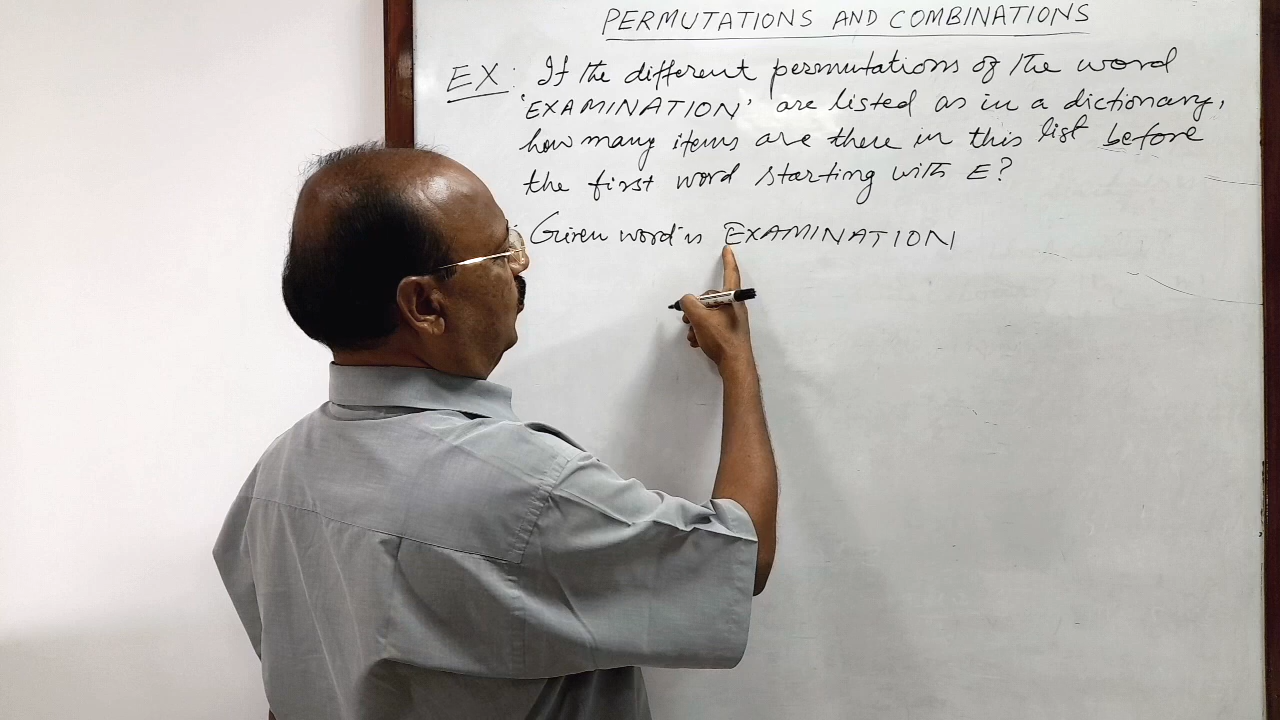 PERMUTATIONS AND COMBINATIONS
EX: If the different permutations of the word
'EXAMINATION' are listed as in a dictionary,
how many items are there in this list before
the first word starting with E?
: Given word is EXAMINATION